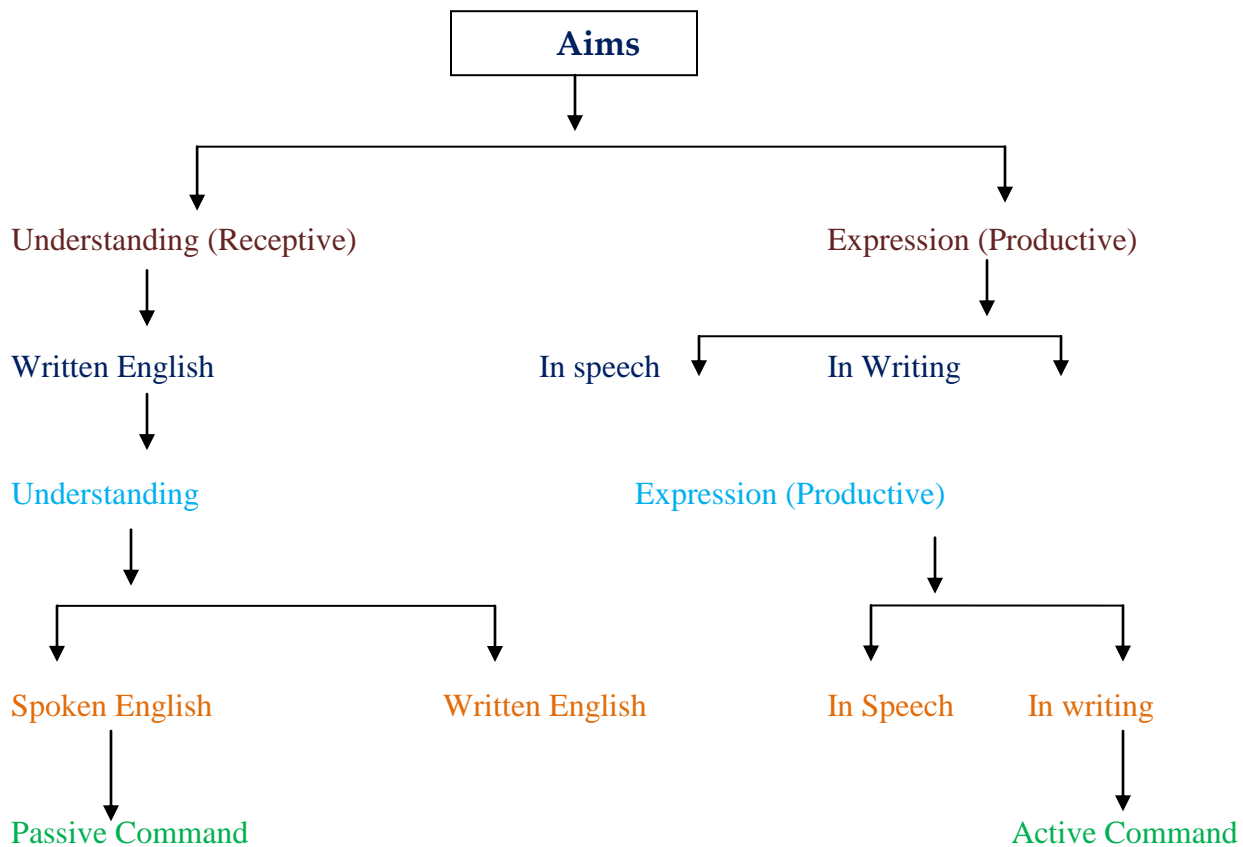 Aims
Understanding (Receptive) Expression (Productive)
Written English In speech In Writing
Understanding Expression (Productive)
Spoken English Written English In Speech In writing
Passive Command Active Command